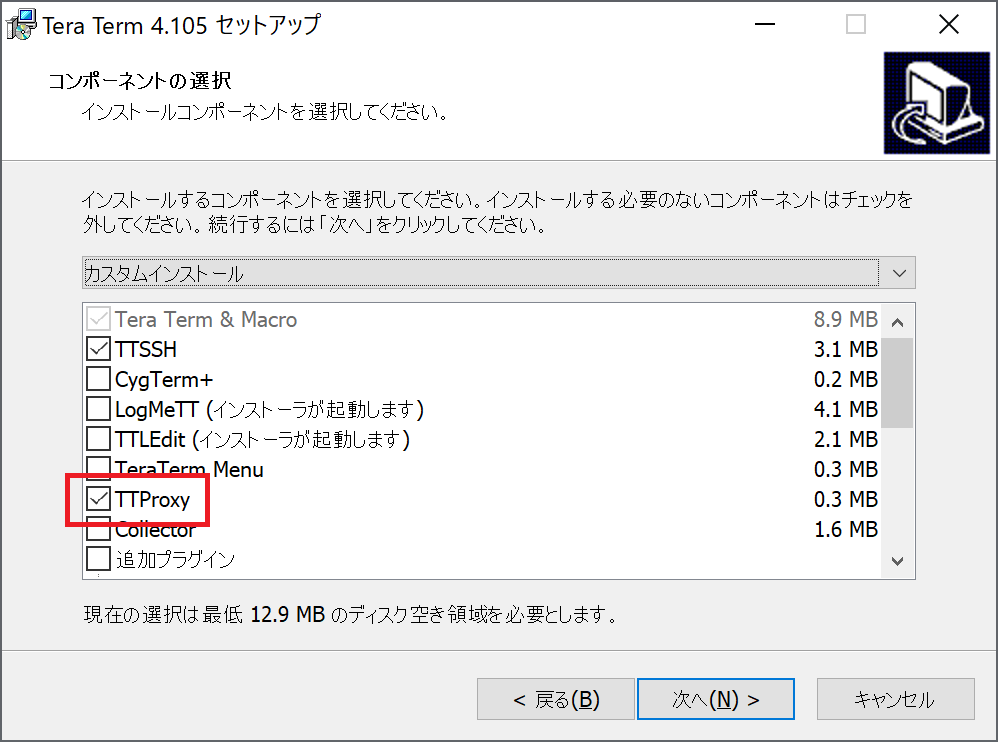 Tera Term 4.105 セットアップ
コンポーネントの選択
インストールコンポーネントを選択してください。
インストールするコンポーネントを選択してください。インストールする必要のないコンポーネントはチェックを
外してください。続行するには「次へ」をクリックしてください。
カスタムインストール
Tera Term & Macro 8.9 MB
TTSSH 3.1 MB
CygTerm+ 0.2 MB
LogMeTT (インストーラが起動します) 4.1 MB
TTLEdit (インストーラが起動します) 2.1 MB
TeraTerm Menu 0.3 MB
TTProxy 0.3 MB
Collector 1.6 MB
追加プラグイン
現在の選択は最低 12.9 MB のディスク空き領域を必要とします。
< 戻る(B) 次へ(N) > キャンセル